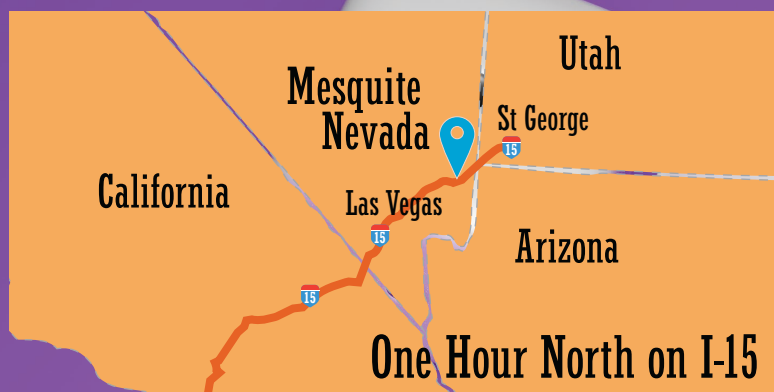 Utah
Mesquite
Nevada
St George
15
California
Las Vegas
15
Arizona
15
One Hour North on I-15